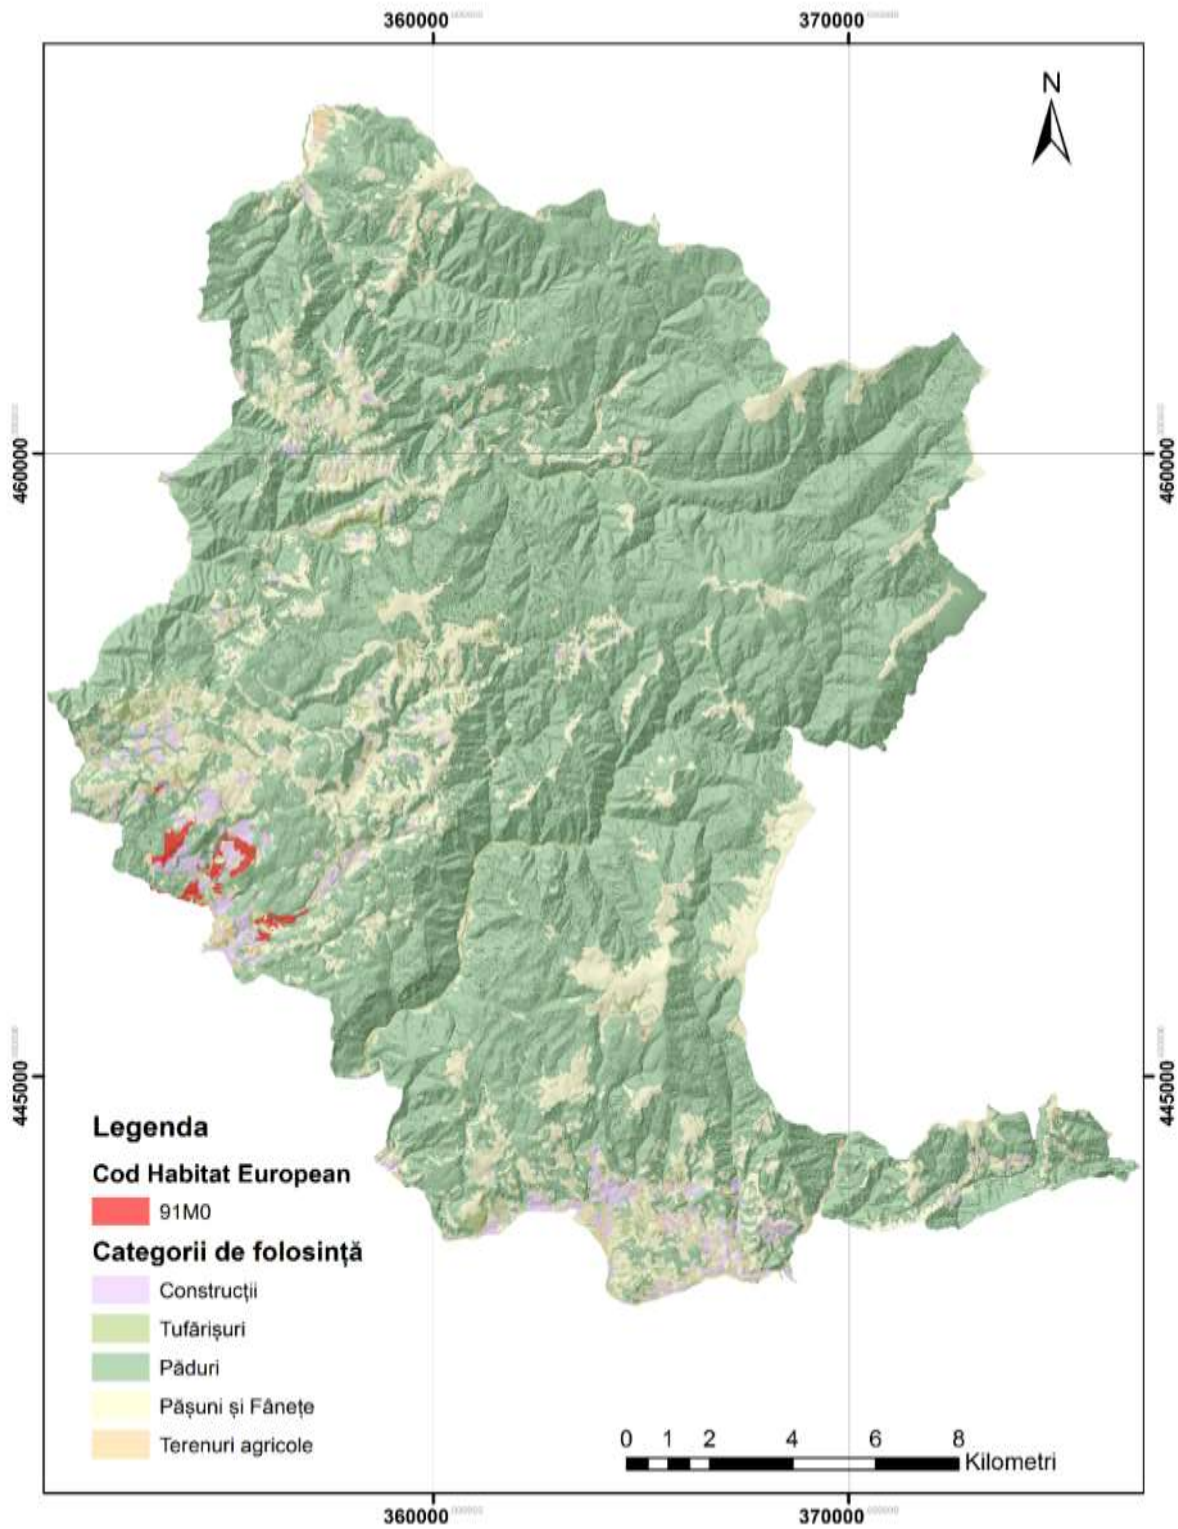 360000
370000
N
460000
460000
445000
445000
Legenda
Cod Habitat European
91M0
Categorii de folosință
Construcții
Tufărișuri
Păduri
Pășuni și Fânețe
Terenuri agricole
0 1 2 4 6 8
Kilometri
360000
370000